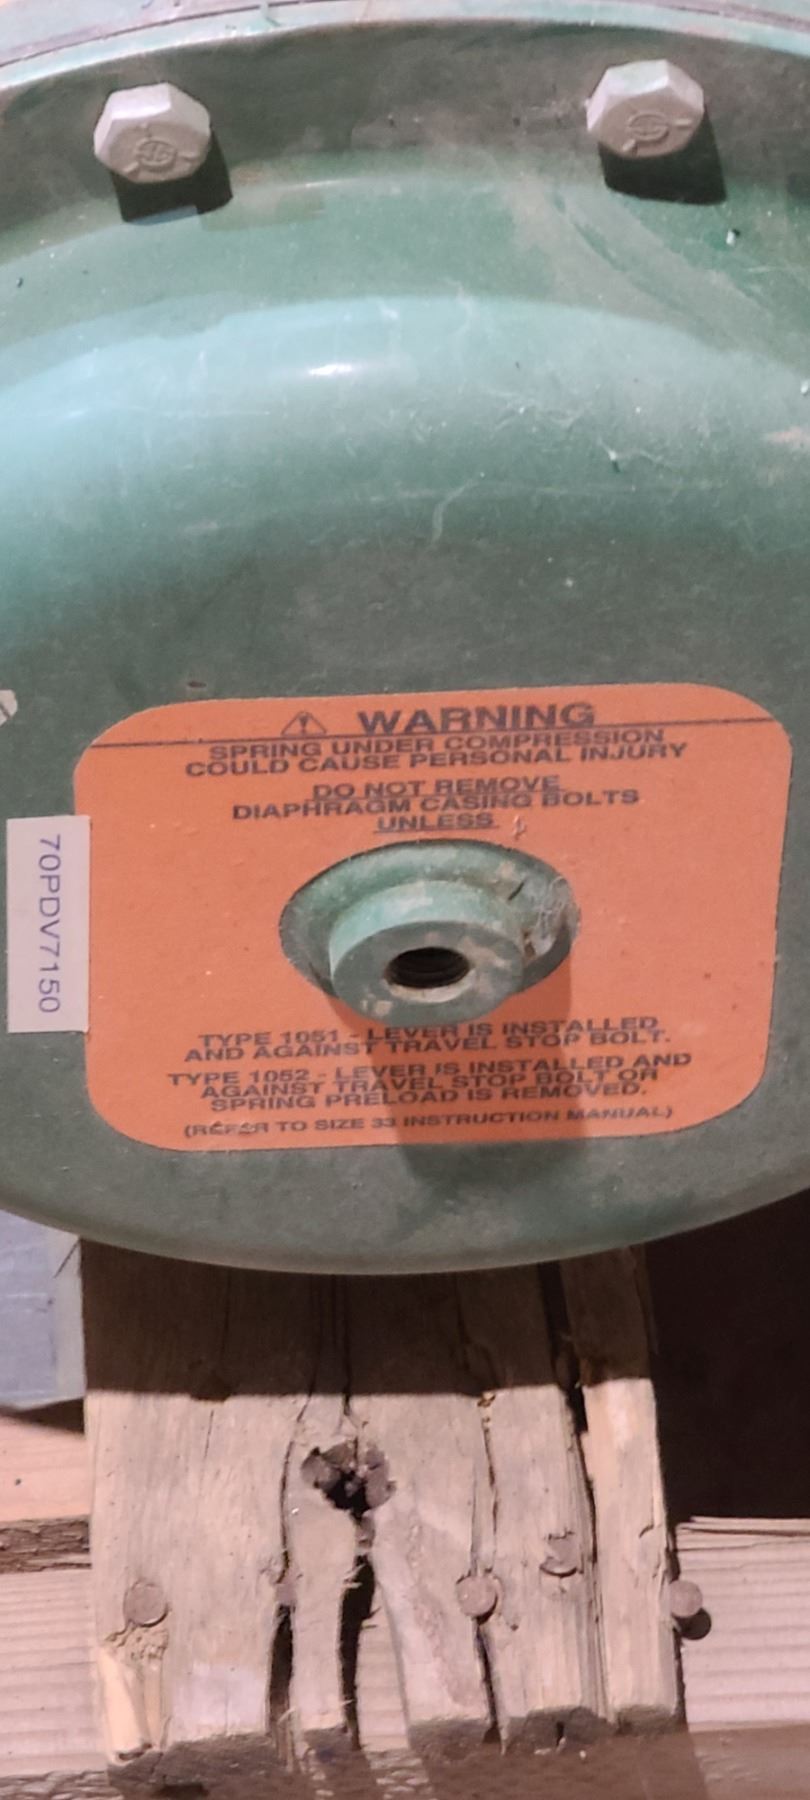 WARNING
SPRING UNDER COMPRESSION
COULD CAUSE PERSONAL INJURY
DO NOT REMOVE
DIAPHRAGM CASING BOLTS
UNLESS
70PDV7150
TYPE 1051 - LEVER IS INSTALLED
AND AGAINST TRAVEL STOP BOLT.
TYPE 1052 - LEVER IS INSTALLED AND
AGAINST TRAVEL STOP BOLT OR
SPRING PRELOAD IS REMOVED.
(REFER TO SIZE 33 INSTRUCTION MANUAL)